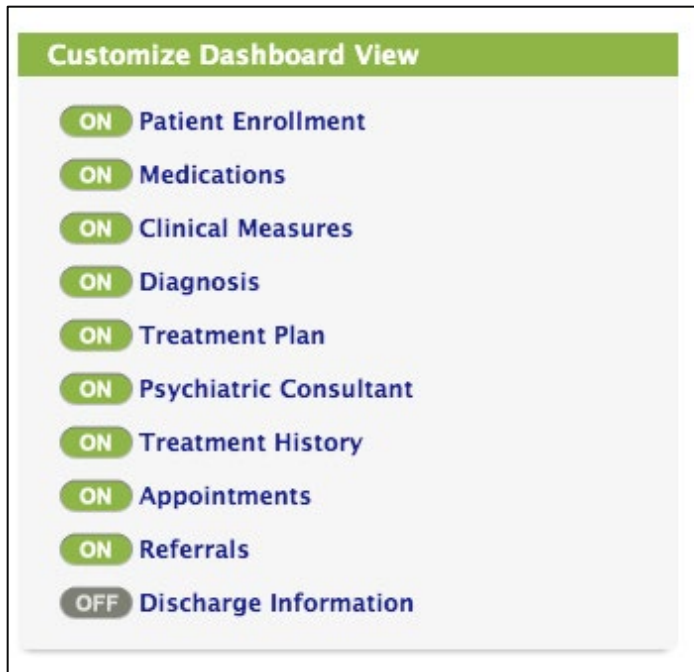 Customize Dashboard View
ON Patient Enrollment
ON Medications
ON Clinical Measures
ON Diagnosis
ON Treatment Plan
ON Psychiatric Consultant
ON Treatment History
ON Appointments
ON Referrals
OFF Discharge Information